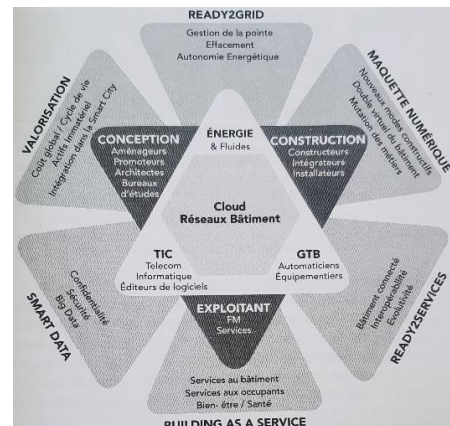 READY2GRID
Gestion de la pointe
Effacement
Autonomie Energétique
VALORISATION
Coût global / Cycle de vie
Actifs Immatériel
Intégration dans la Smart City
MAQUETTE NUMÉRIQUE
Nouveaux modes constructifs
Double virtuel du bâtiment
Mutation des métiers
CONCEPTION
Aménageurs
Promoteurs
Architectes
Bureaux
d'études
ÉNERGIE
& Fluides
CONSTRUCTION
Constructeurs
Intégrateurs
Installateurs
Cloud
Réseaux Bâtiment
TIC
Telecom
Informatique
Éditeurs de logiciels
GTB
Automaticiens
Équipementiers
EXPLOITANT
FM
Services
SMART DATA
Confidentialité
Sécurité
Big Data
READY2SERVICES
Bâtiment connecté
Interopérabilité
Evolutivité
Services au bâtiment
Services aux occupants
Bien- être / Santé
BUILDING AS A SERVICE